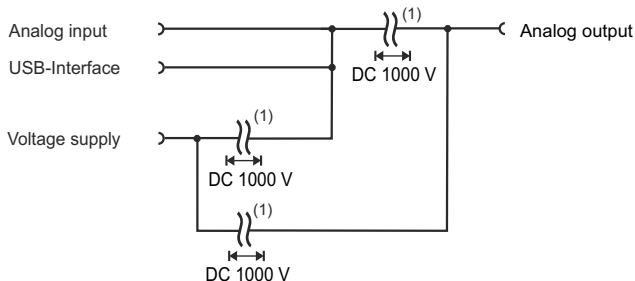 Analog input
(1)
Analog output
USB-Interface
DC 1000 V
Voltage supply
(1)
DC 1000 V
(1)
DC 1000 V